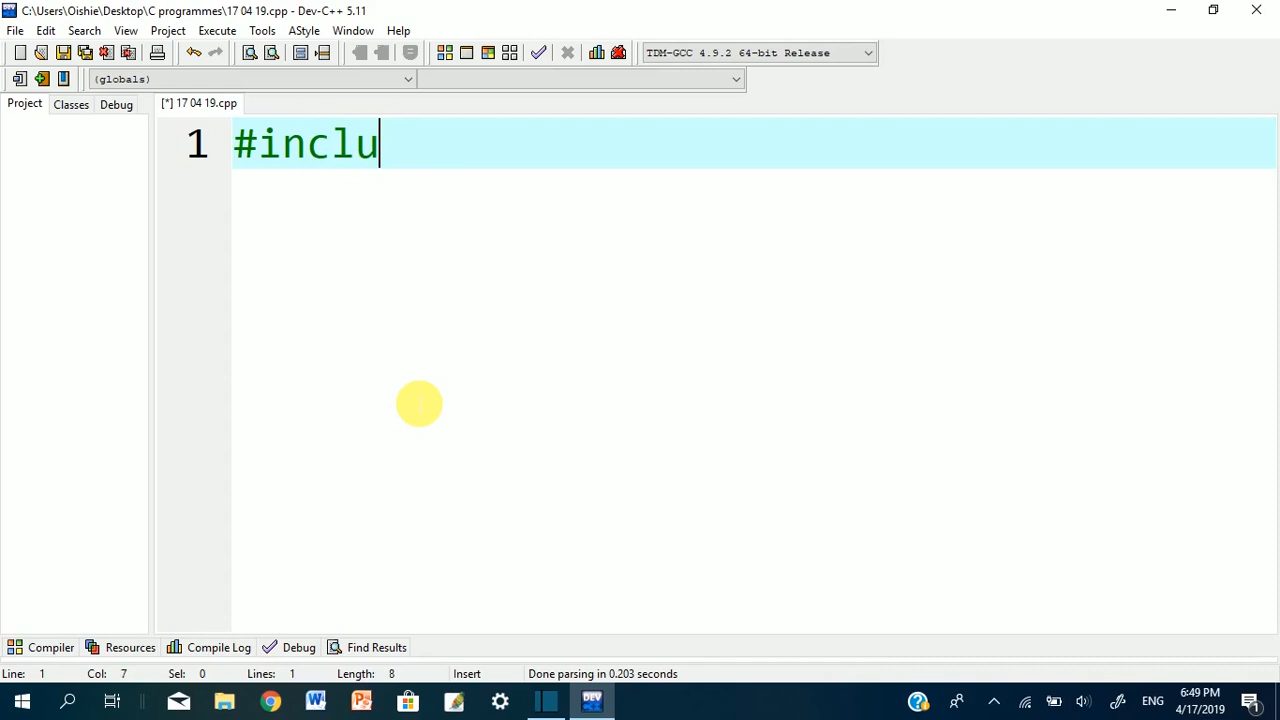 C:\Users\Oishie\Desktop\C programmes\17 04 19.cpp - Dev-C++ 5.11
File Edit Search View Project Execute Tools AStyle Window Help
TDM-GCC 4.9.2 64-bit Release
(globals)
Project Classes Debug [*] 17 04 19.cpp
1 #inclu
Compiler Resources Compile Log Debug Find Results
Line: 1 Col: 7 Sel: 0 Lines: 1 Length: 8 Insert Done parsing in 0.203 seconds
ENG 6:49 PM
4/17/2019